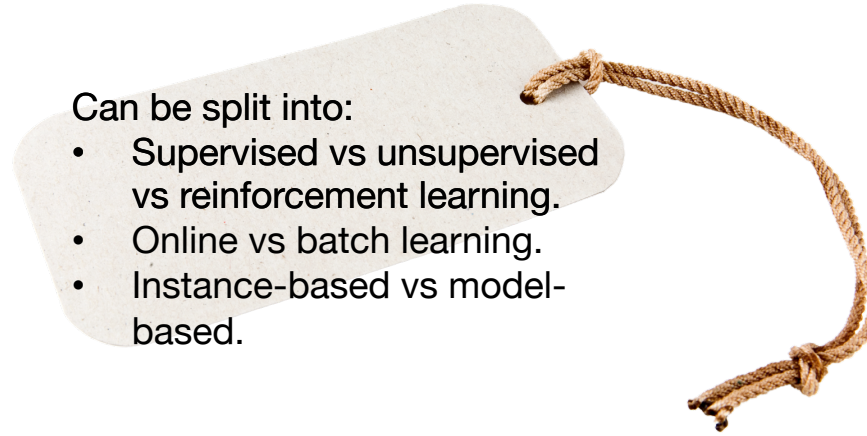 Can be split into:
• Supervised vs unsupervised
vs reinforcement learning.
• Online vs batch learning.
• Instance-based vs model-
based.